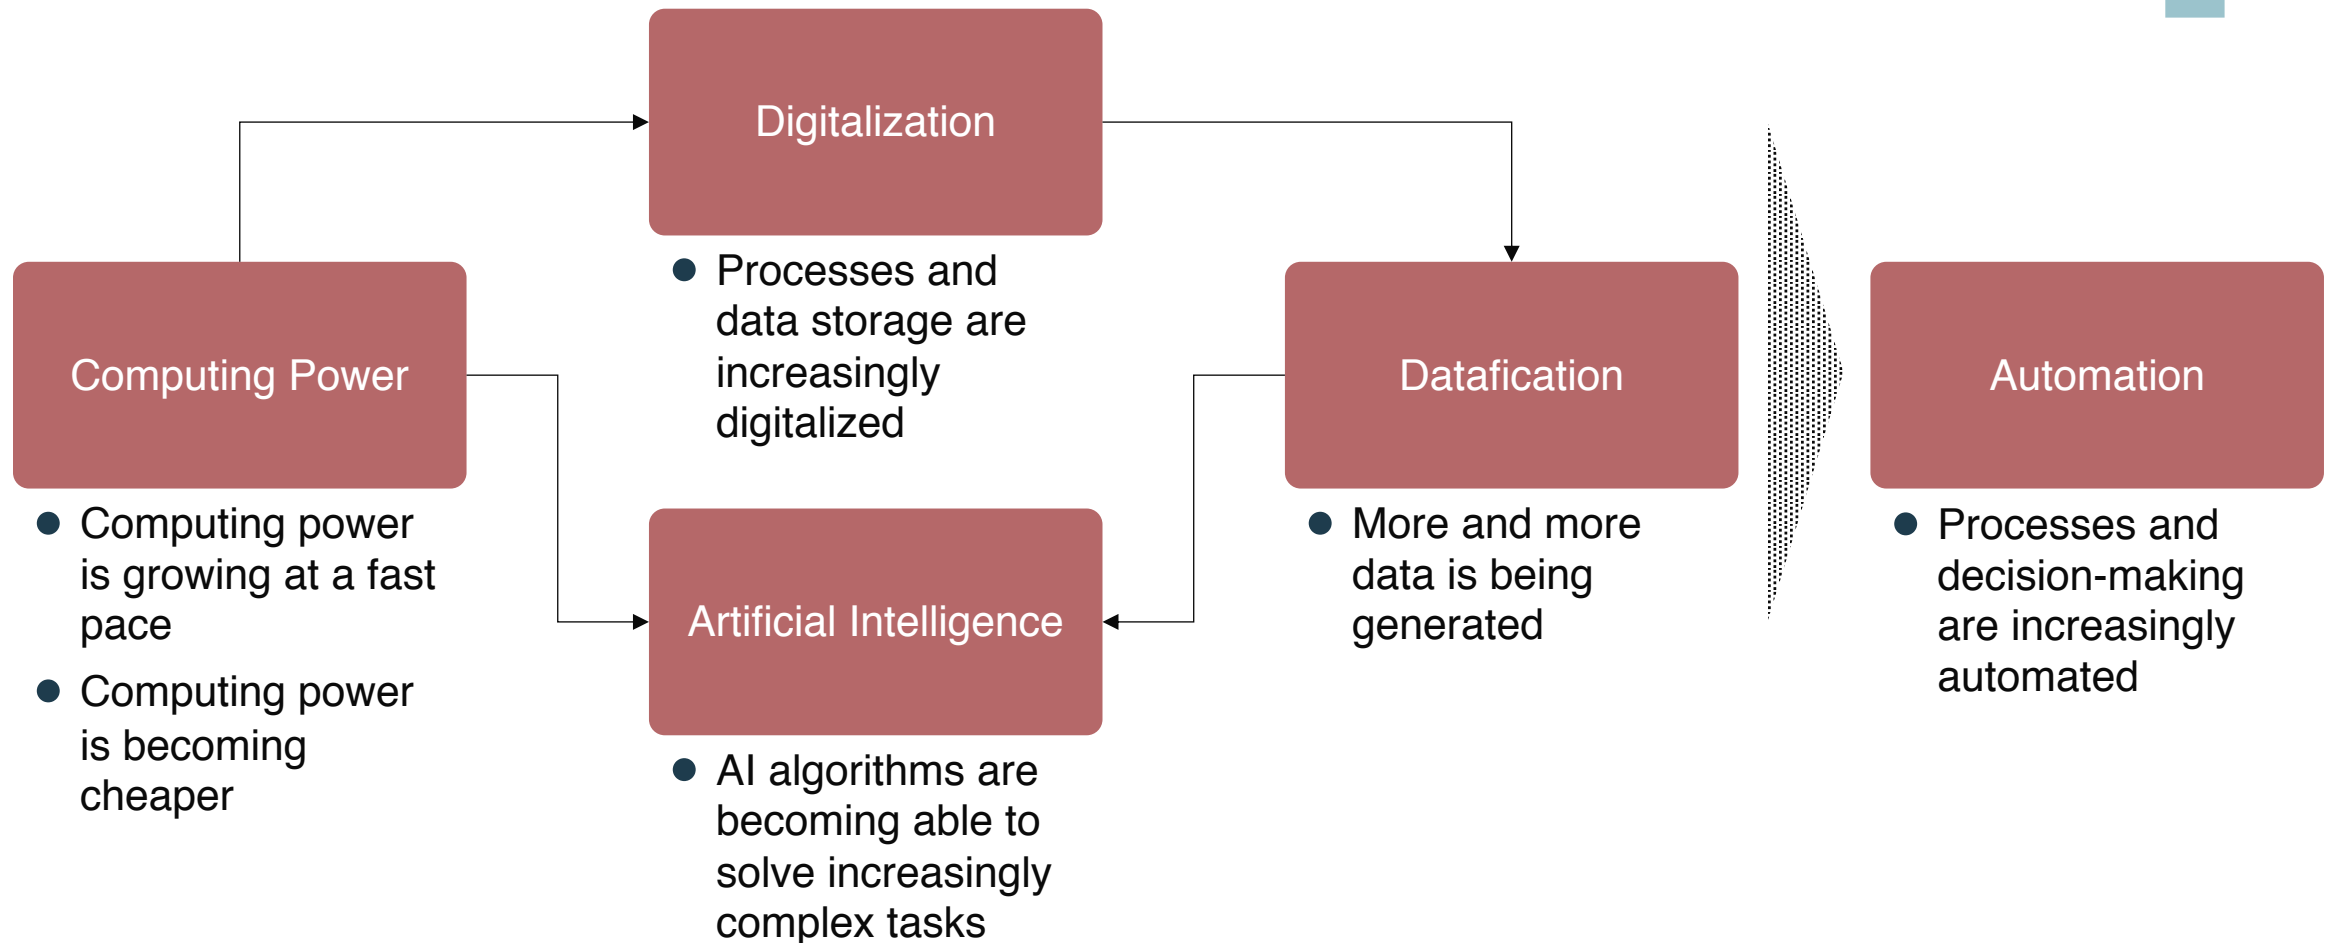 Digitalization
Processes and
data storage are
increasingly
digitalized
Computing Power
Computing power
is growing at a fast
pace
Computing power
is becoming
cheaper
Artificial Intelligence
AI algorithms are
becoming able to
solve increasingly
complex tasks
Datafication
More and more
data is being
generated
Automation
Processes and
decision-making
are increasingly
automated